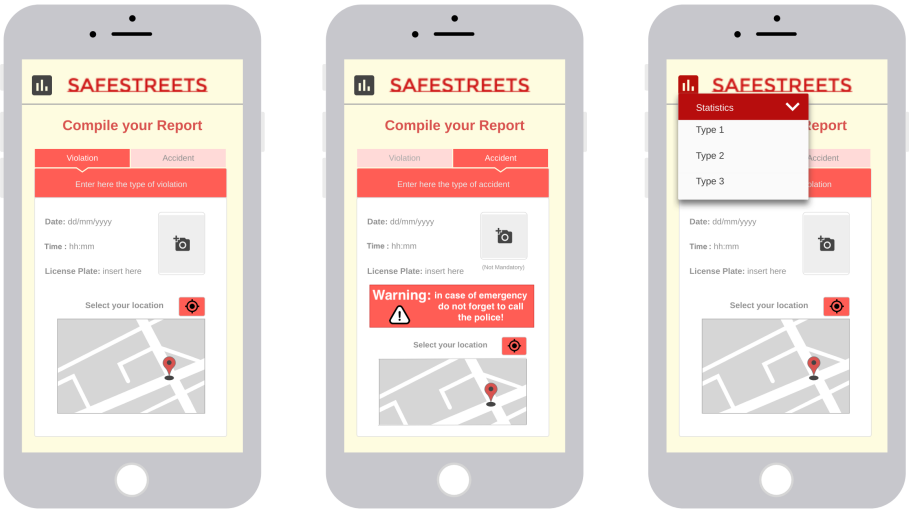 SAFESTREETS
Compile your Report
Violation
Accident
Enter here the type of violation
Date: dd/mm/yyyy
Time : hh:mm
License Plate: insert here
Select your location
SAFESTREETS
Compile your Report
Violation
Accident
Enter here the type of accident
Date: dd/mm/yyyy
Time : hh:mm
License Plate: insert here
(Not Mandatory)
Warning: in case of emergency
do not forget to call
the police!
Select your location
SAFESTREETS
Statistics
Type 1
Type 2
Type 3
Report
Accident
olation
Date: dd/mm/yyyy
Time : hh:mm
License Plate: insert here
Select your location